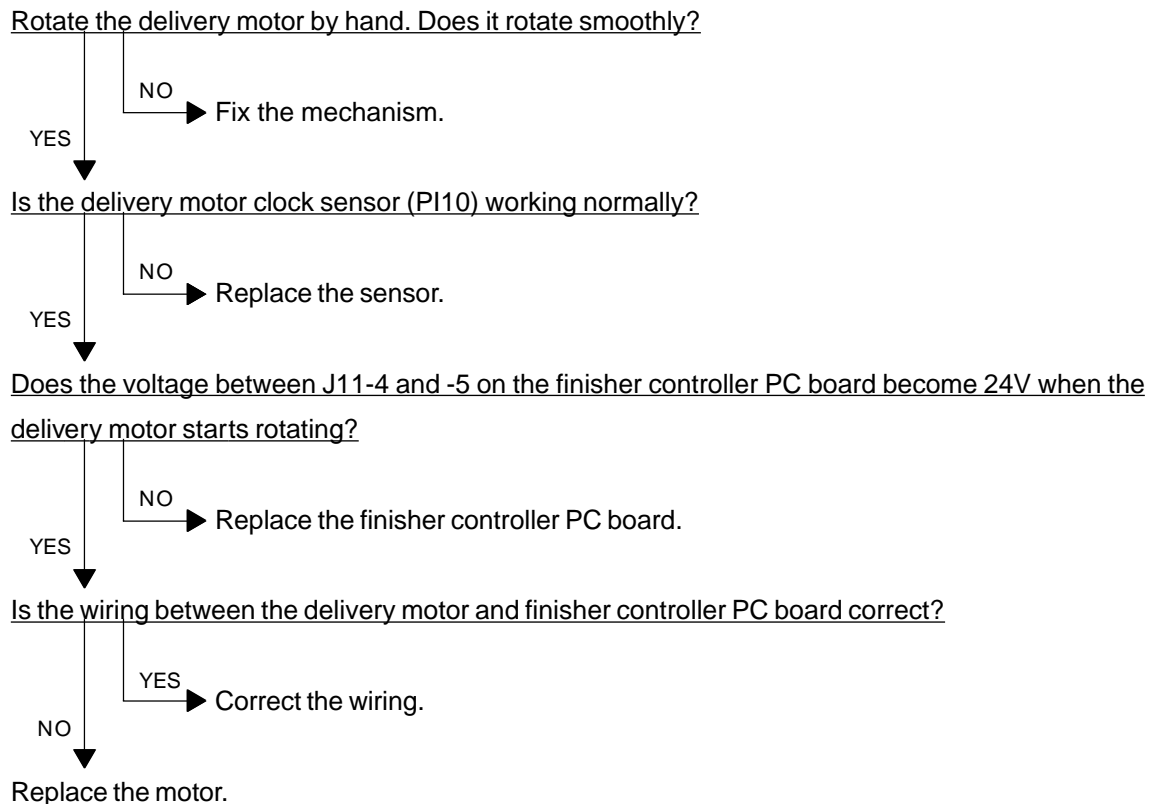 Rotate the delivery motor by hand. Does it rotate smoothly?
NO
Fix the mechanism.
YES
Is the delivery motor clock sensor (PI10) working normally?
NO
Replace the sensor.
YES
Does the voltage between J11-4 and -5 on the finisher controller PC board become 24V when the
delivery motor starts rotating?
NO
Replace the finisher controller PC board.
YES
Is the wiring between the delivery motor and finisher controller PC board correct?
YES
Correct the wiring.
NO
Replace the motor.